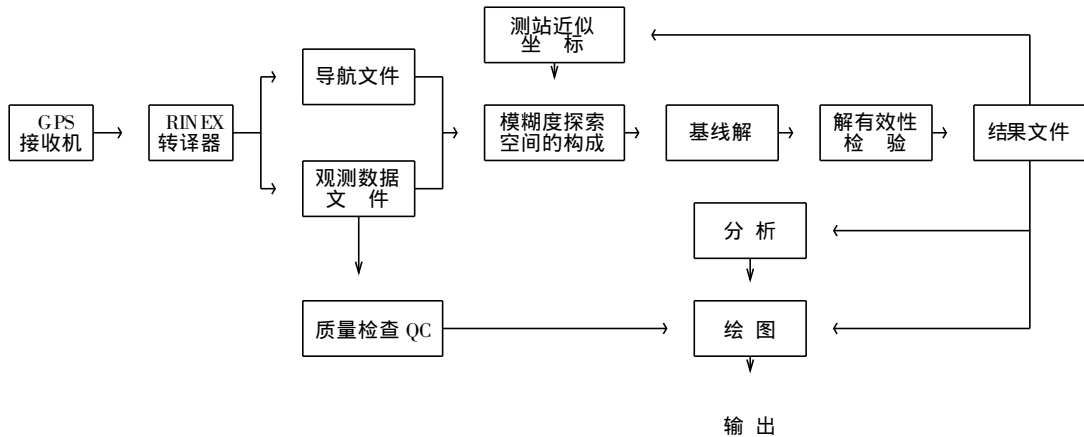 测站近似
坐 标
导航文件
GPS
接收机
RINEX
转译器
模糊度探索
空间的构成
基线解
解有效性
检 验
结果文件
观测数据
文 件
分 析
质量检查 QC
绘 图
输 出